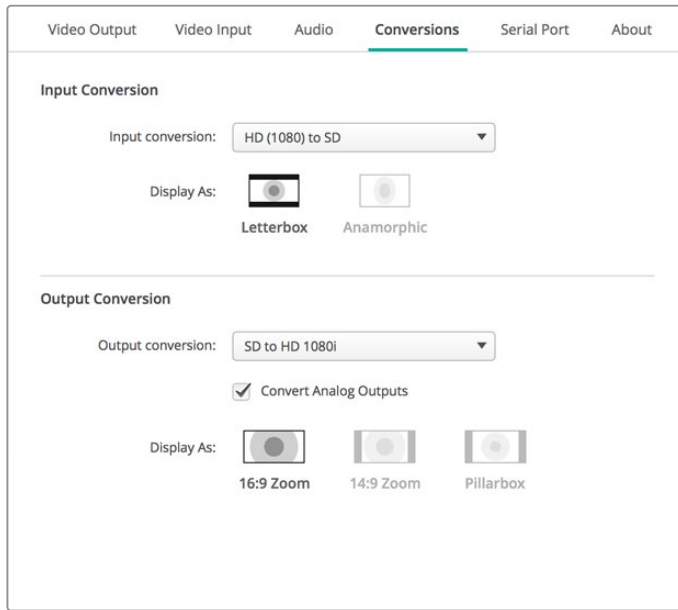 Video Output Video Input Audio Conversions Serial Port About
Input Conversion
Input conversion: HD (1080) to SD
Display As:
Letterbox Anamorphic
Output Conversion
Output conversion: SD to HD 1080i
Convert Analog Outputs
Display As:
16:9 Zoom 14:9 Zoom Pillarbox